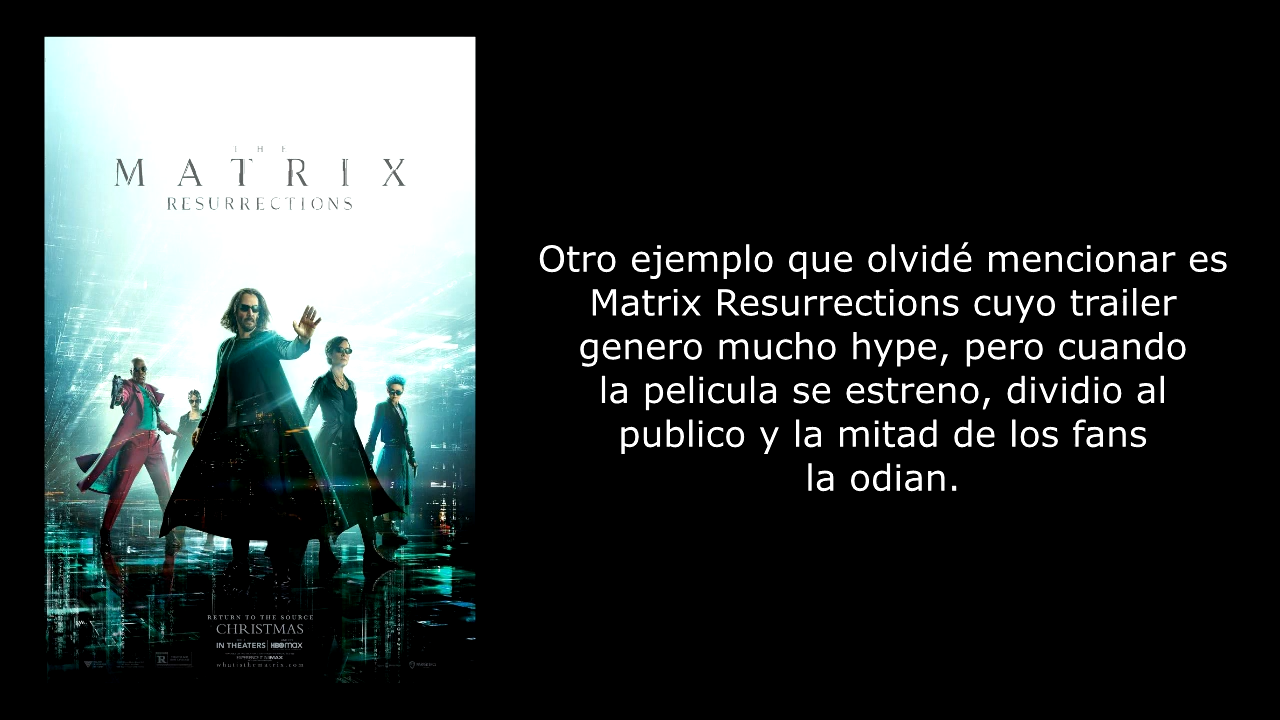 THE
MATRIX
RESURRECTIONS
RETURN TO THE SOURCE
CHRISTMAS
IN THEATERS HBOMAX
IMAX
whatisthematrix.com
R
Otro ejemplo que olvidé mencionar es
Matrix Resurrections cuyo trailer
genero mucho hype, pero cuando
la pelicula se estreno, dividio al
publico y la mitad de los fans
la odian.